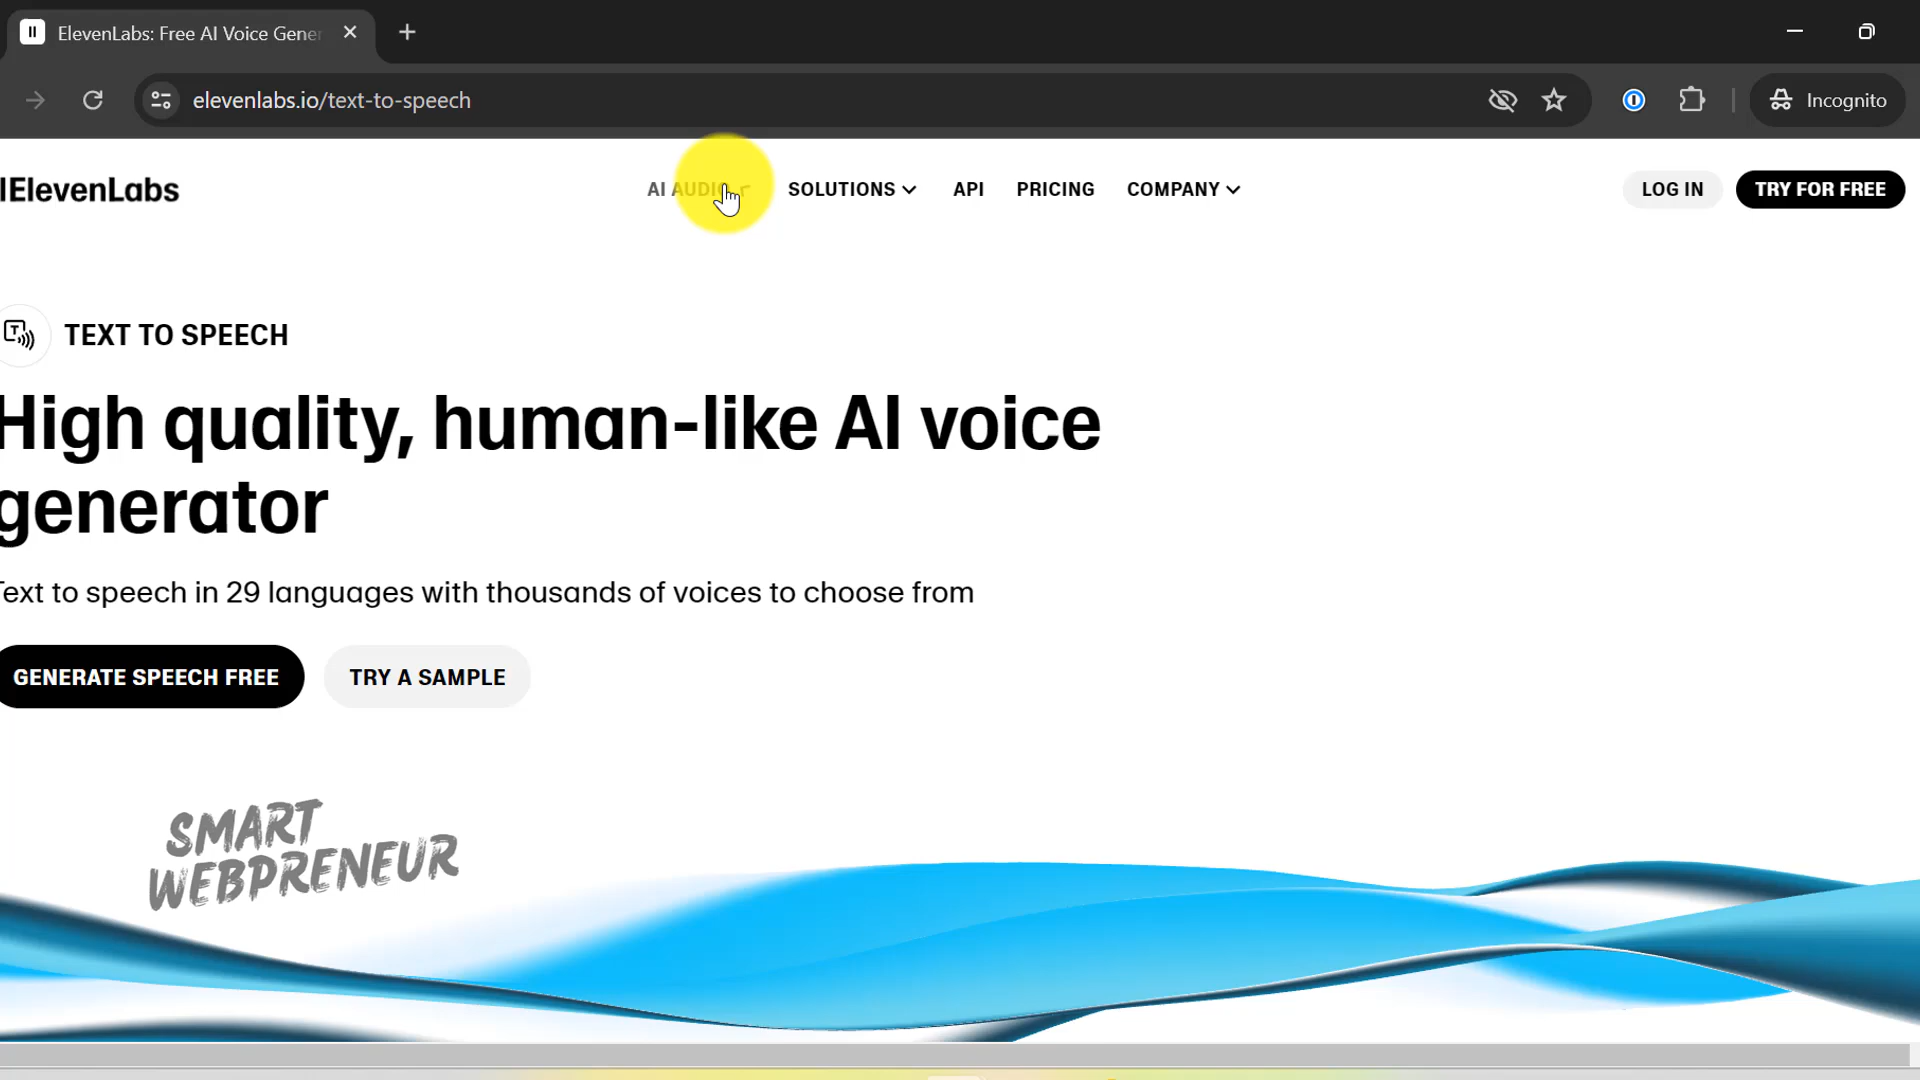 ElevenLabs: Free AI Voice Gener
elevenlabs.io/text-to-speech
Incognito
IElevenLabs
AI AUDIO
SOLUTIONS
API
PRICING
COMPANY
LOG IN
TRY FOR FREE
TEXT TO SPEECH
High quality, human-like AI voice
generator
Text to speech in 29 languages with thousands of voices to choose from
GENERATE SPEECH FREE
TRY A SAMPLE
SMART
WEBPRENEUR